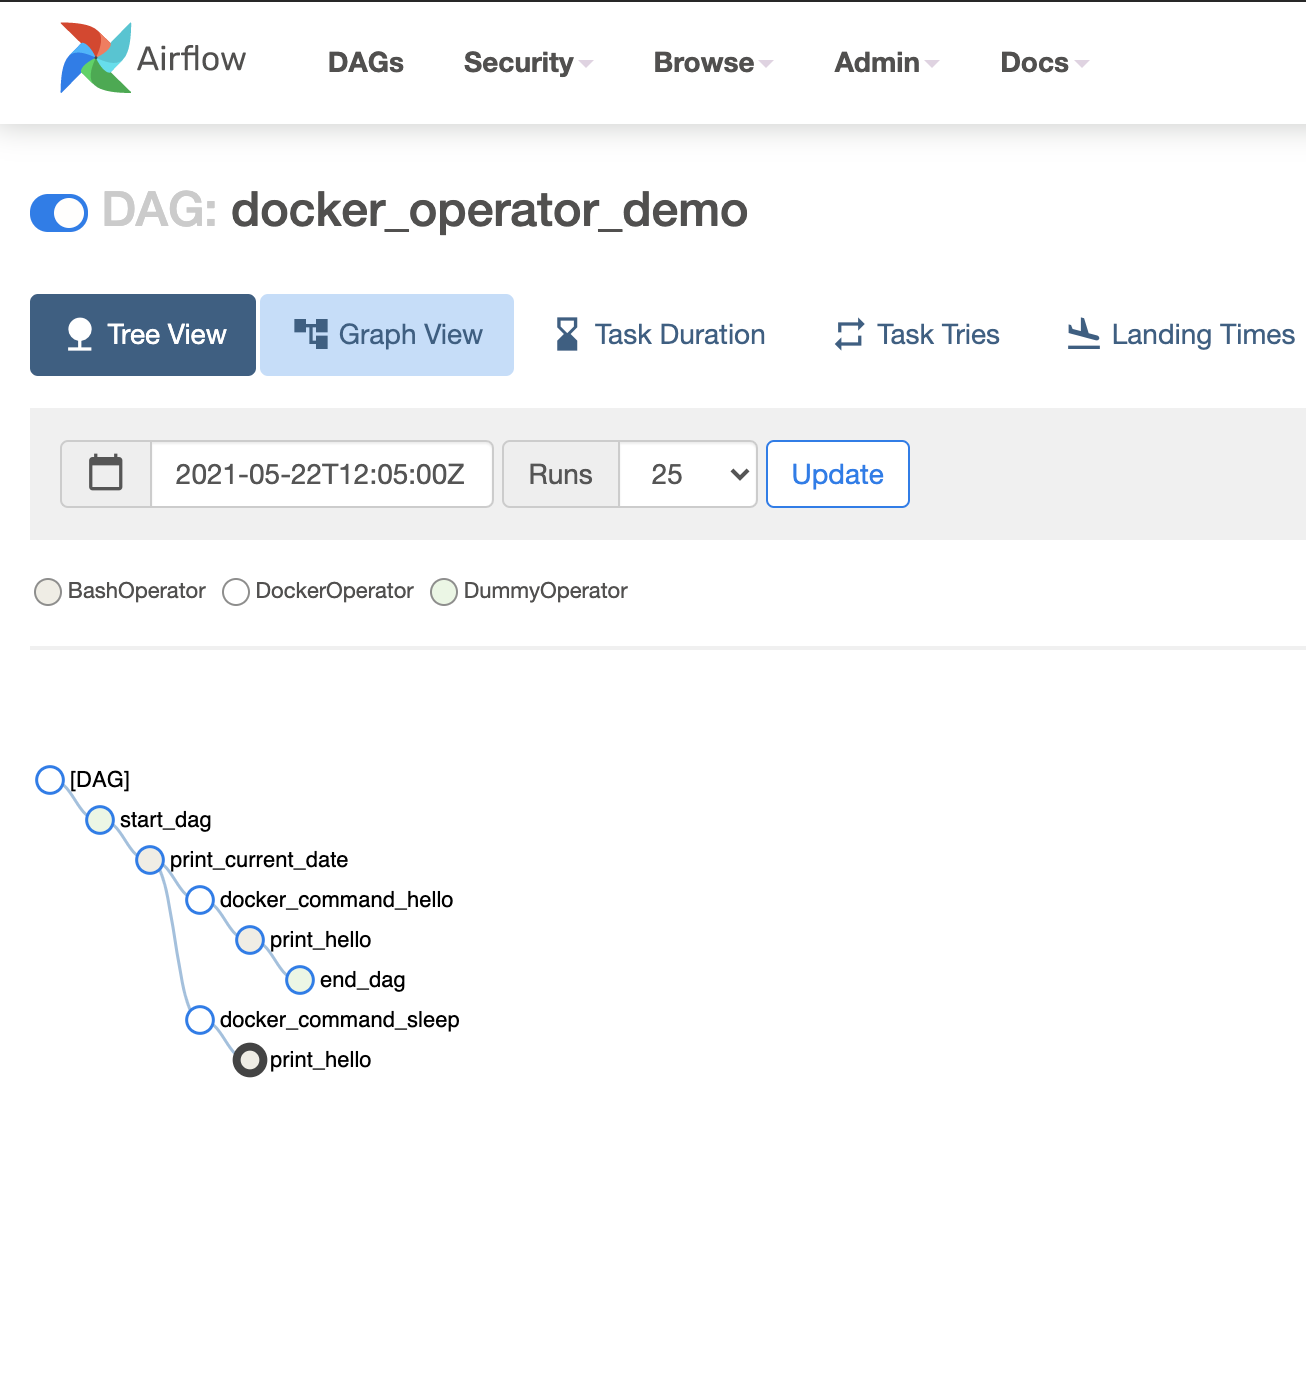 Airflow DAGs Security Browse Admin Docs
DAG: docker_operator_demo
Tree View Graph View Task Duration Task Tries Landing Times
2021-05-22T12:05:00Z Runs 25 Update
BashOperator DockerOperator DummyOperator
[DAG]
start_dag
print_current_date
docker_command_hello
print_hello
end_dag
docker_command_sleep
print_hello